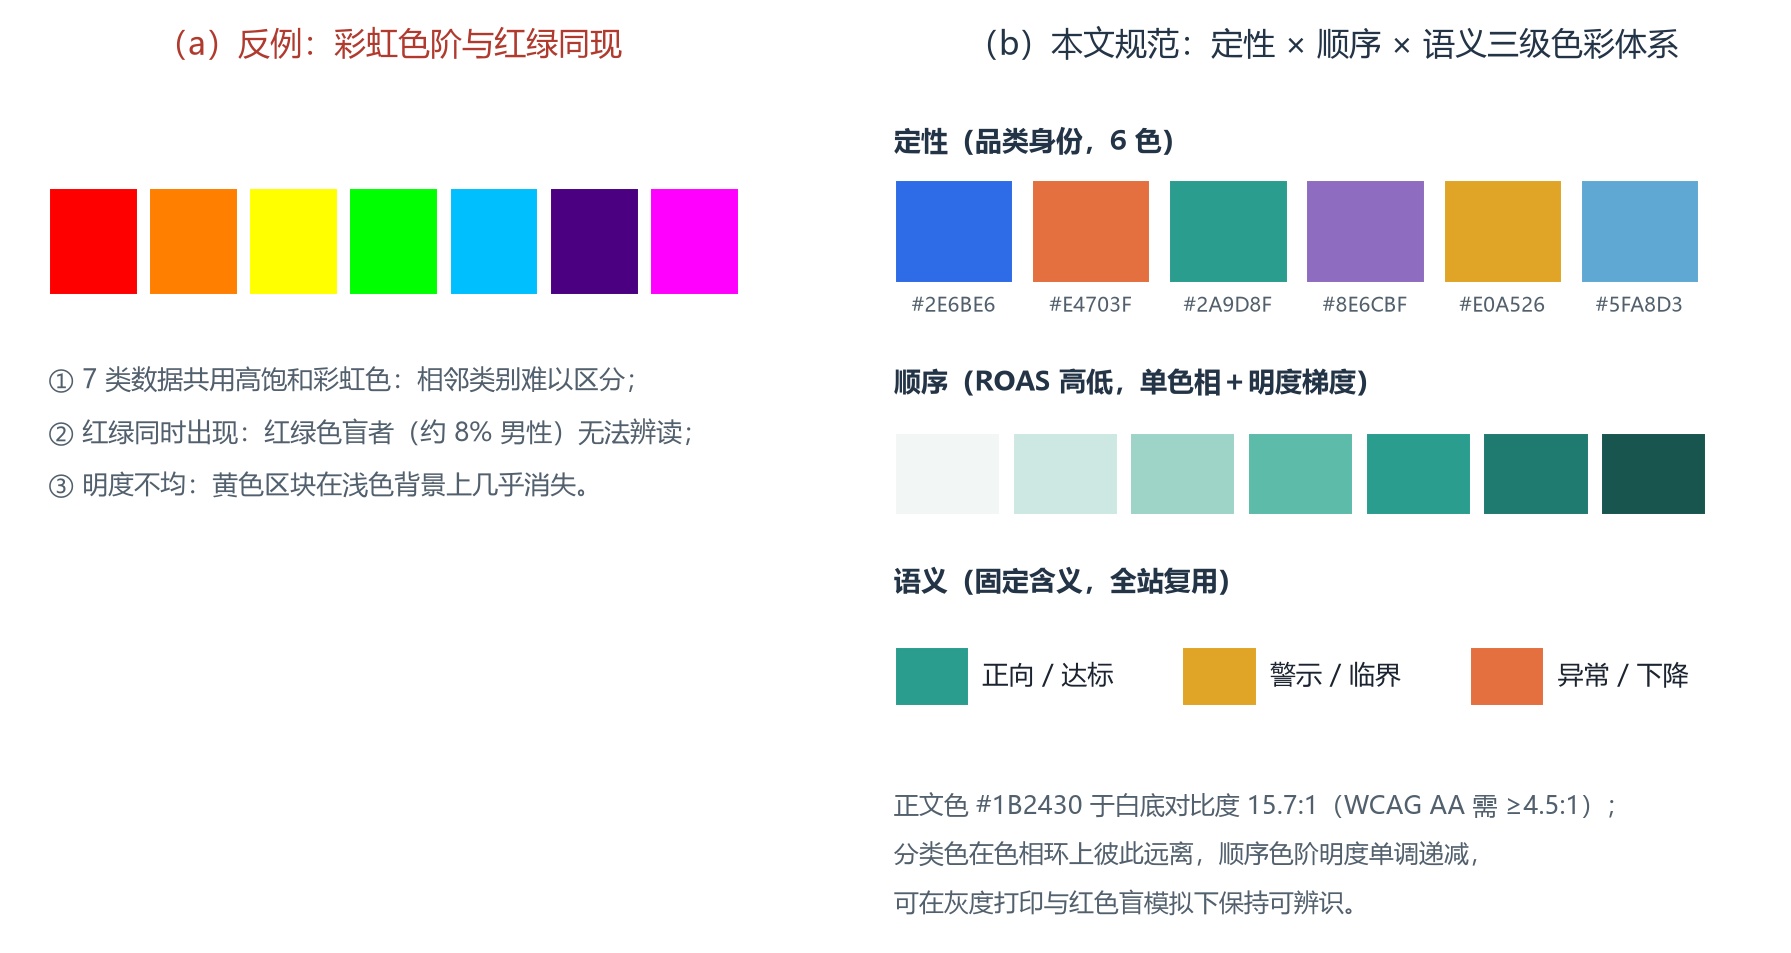 （a）反例：彩虹色阶与红绿同现
① 7 类数据共用高饱和彩虹色：相邻类别难以区分；
② 红绿同时出现：红绿色盲者（约 8% 男性）无法辨读；
③ 明度不均：黄色区块在浅色背景上几乎消失。
（b）本文规范：定性 × 顺序 × 语义三级色彩体系
定性（品类身份，6 色）
#2E6BE6 #E4703F #2A9D8F #8E6CBF #E0A526 #5FA8D3
顺序（ROAS 高低，单色相＋明度梯度）
语义（固定含义，全站复用）
正向 / 达标 警示 / 临界 异常 / 下降
正文色 #1B2430 于白底对比度 15.7:1（WCAG AA 需 ≥4.5:1）；
分类色在色相环上彼此远离，顺序色阶明度单调递减，
可在灰度打印与红色盲模拟下保持可辨识。